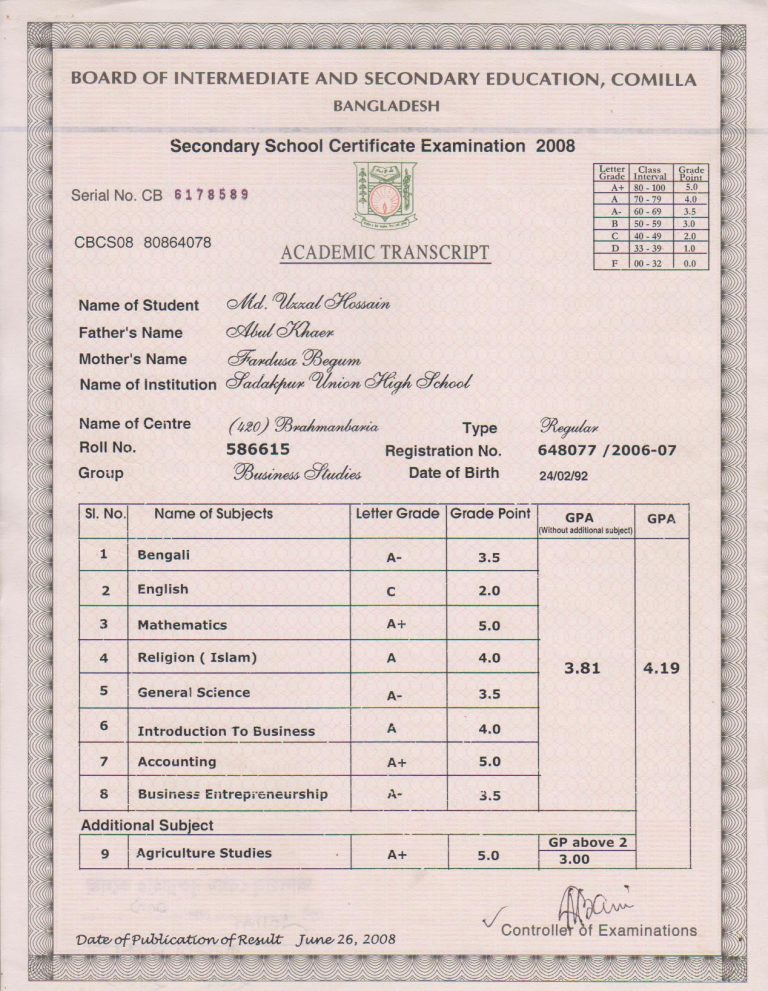 BOARD OF INTERMEDIATE AND SECONDARY EDUCATION, COMILLA
BANGLADESH
Secondary School Certificate Examination 2008
Serial No. CB 6178589
CBCS08 80864078
ACADEMIC TRANSCRIPT
Letter Grade Class Interval Grade Point
A+ 80 - 100 5.0
A 70 - 79 4.0
A- 60 - 69 3.5
B 50 - 59 3.0
C 40 - 49 2.0
D 33 - 39 1.0
F 00 - 32 0.0
Name of Student Md. Uzzal Hossain
Father's Name Abul Khaer
Mother's Name Fardusa Begum
Name of Institution Sadakpur Union High School
Name of Centre (420) Brahmanbaria Type Regular
Roll No. 586615 Registration No. 648077 /2006-07
Group Business Studies Date of Birth 24/02/92
Sl. No. Name of Subjects Letter Grade Grade Point GPA (Without additional subject) GPA
1 Bengali A- 3.5
2 English C 2.0
3 Mathematics A+ 5.0
4 Religion ( Islam) A 4.0
3.81 4.19
5 General Science A- 3.5
6 Introduction To Business A 4.0
7 Accounting A+ 5.0
8 Business Entrepreneurship A- 3.5
Additional Subject
9 Agriculture Studies A+ 5.0 GP above 2
3.00
Controller of Examinations
Date of Publication of Result June 26, 2008